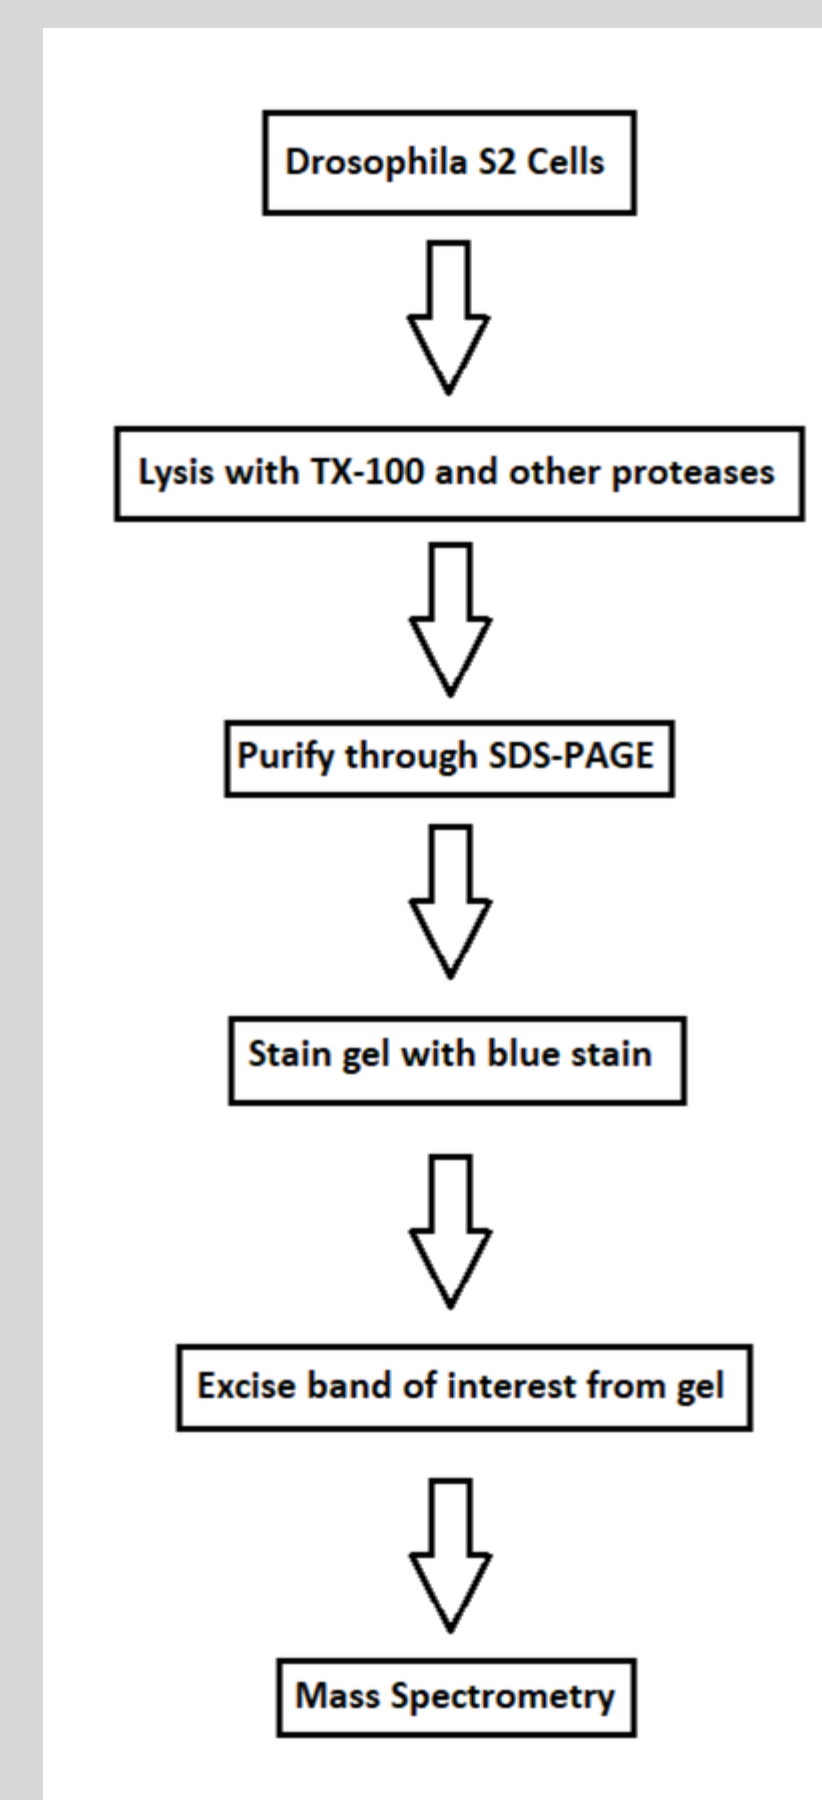 Drosophila S2 Cells
Lysis with TX-100 and other proteases
Purify through SDS-PAGE
Stain gel with blue stain
Excise band of interest from gel
Mass Spectrometry